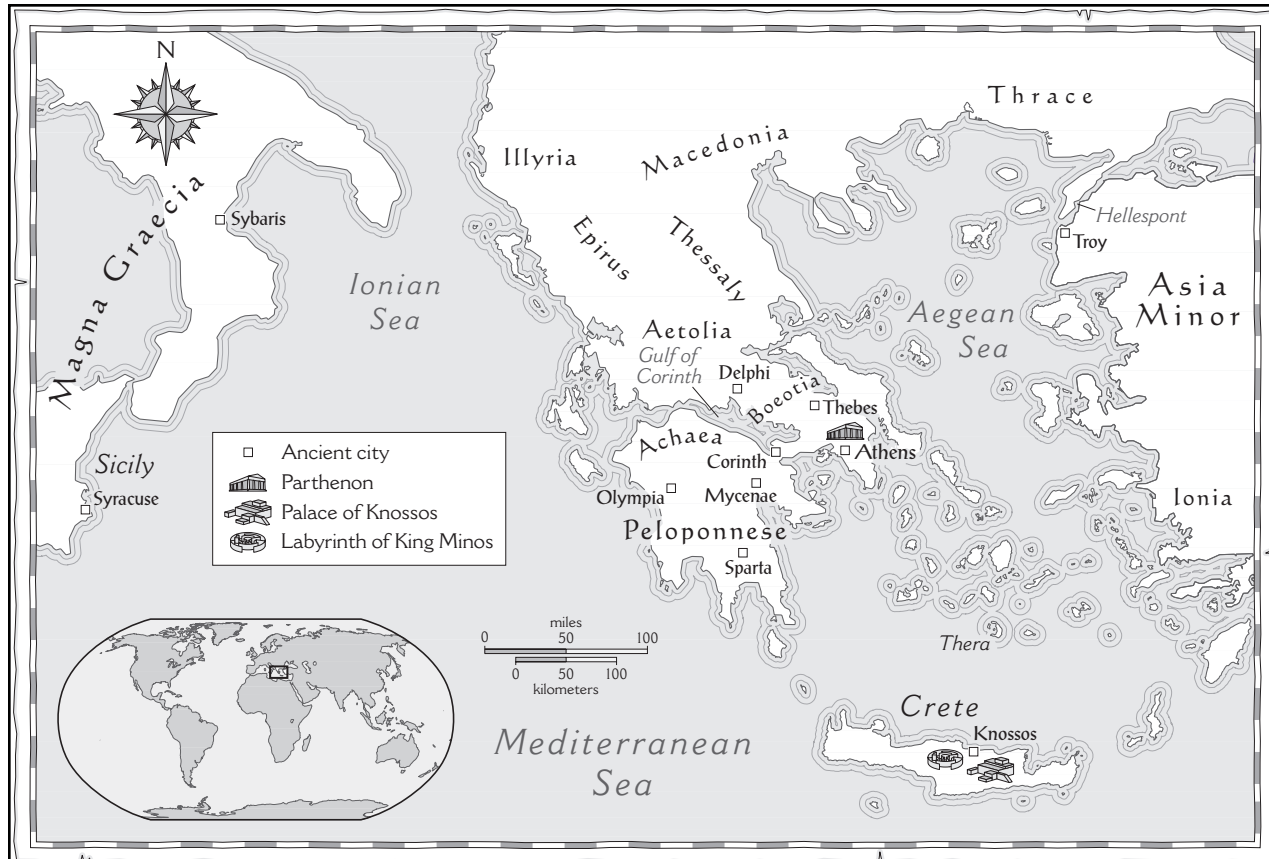 N
Thrace
Macedonia
Illyria
Magna Graecia
Sybaris
Hellespont
Troy
Epirus
Thessaly
Ionian
Sea
Asia
Minor
Aegean
Sea
Aetolia
Gulf of
Corinth
Delphi
Boeotia
Thebes
Achaea
Athens
Corinth
Ancient city
Parthenon
Palace of Knossos
Labyrinth of King Minos
Sicily
Syracuse
Olympia
Mycenae
Ionia
Peloponnese
Sparta
miles
0 50 100
0 50 100
kilometers
Thera
Crete
Knossos
Mediterranean
Sea